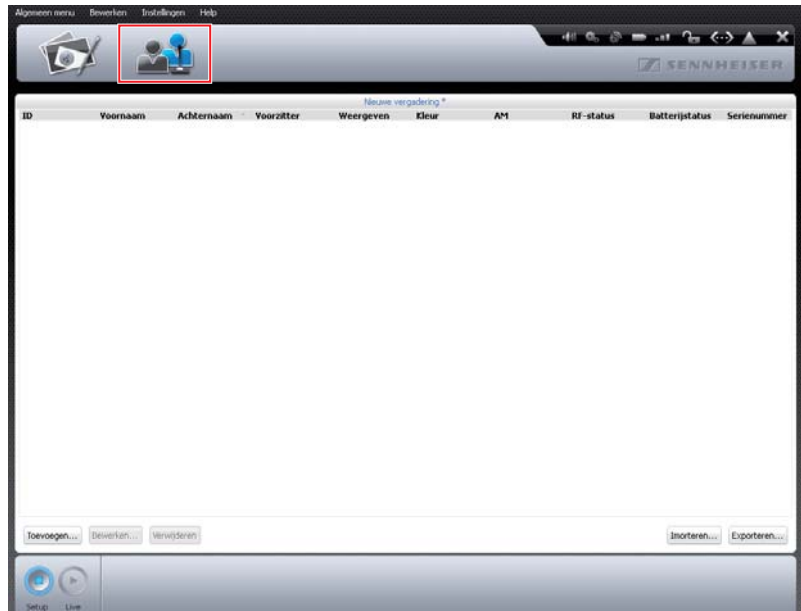 Algemeen menu Bewerken Instellingen Help
SENNHEISER
Nieuwe vergadering *
ID Voornaam Achternaam Voorzitter Weergeven Kleur AM RF-status Batterijstatus Serienummer
Toevoegen... Bewerken... Verwijderen Imorteren... Exporteren...
Setup Live